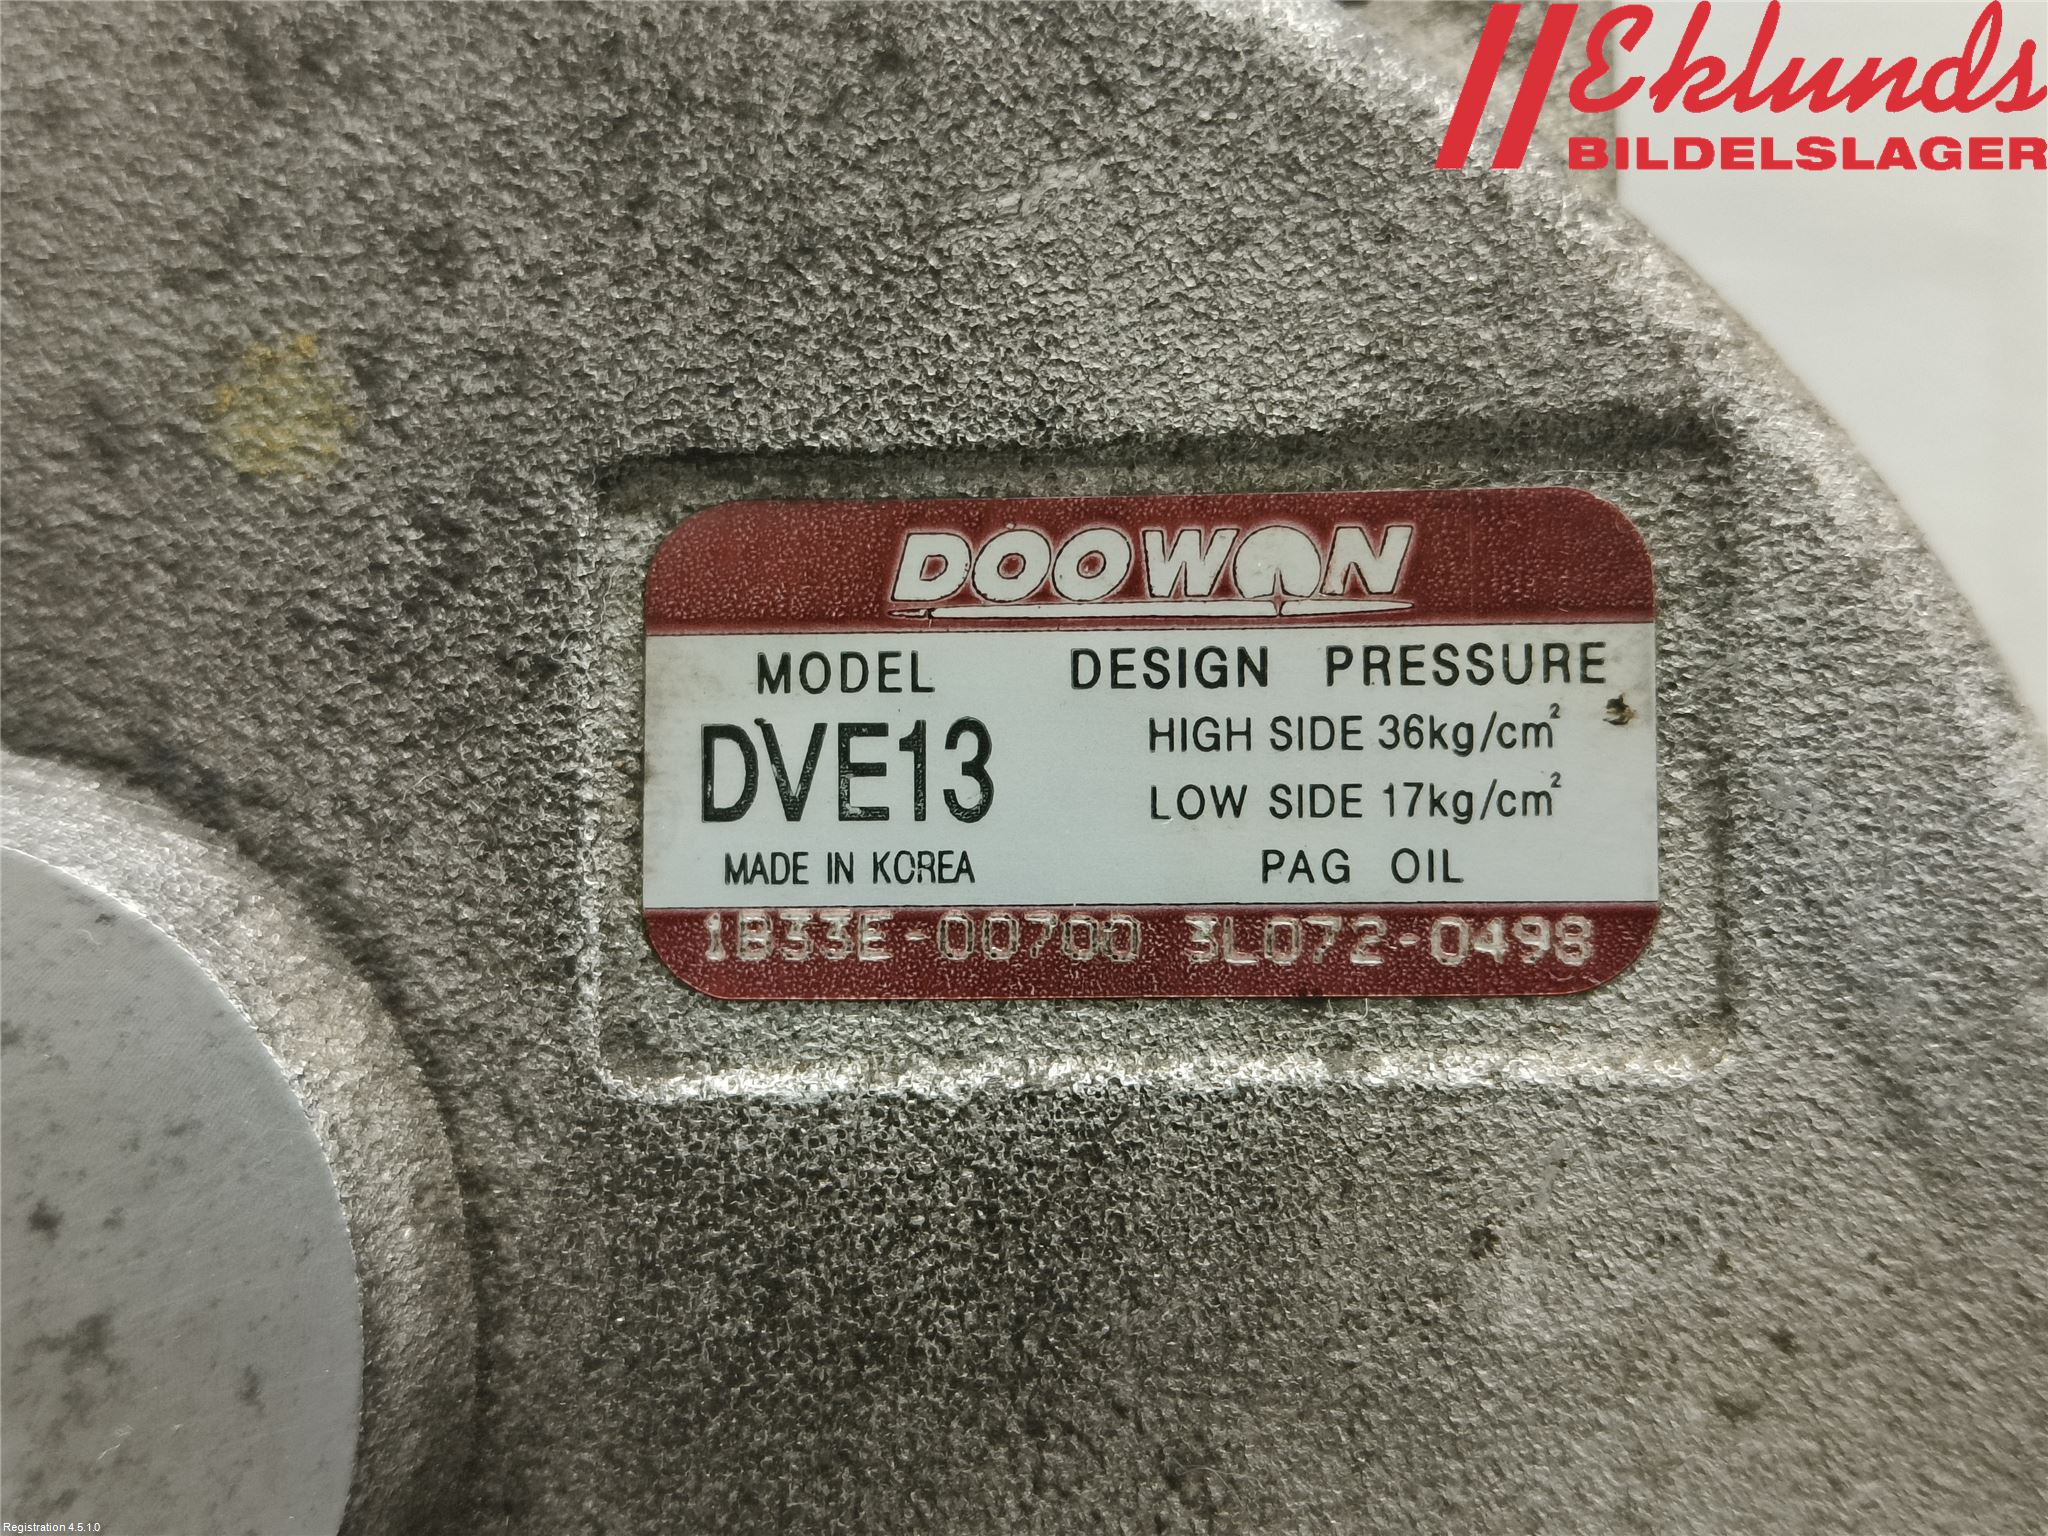 Eklunds
BILDELSLAGER
DOOWON
MODEL DESIGN PRESSURE
DVE13 HIGH SIDE 36kg/cm²
LOW SIDE 17kg/cm²
MADE IN KOREA PAG OIL
1B33E-00700 3L072-0498
Registration 4.5.1.0